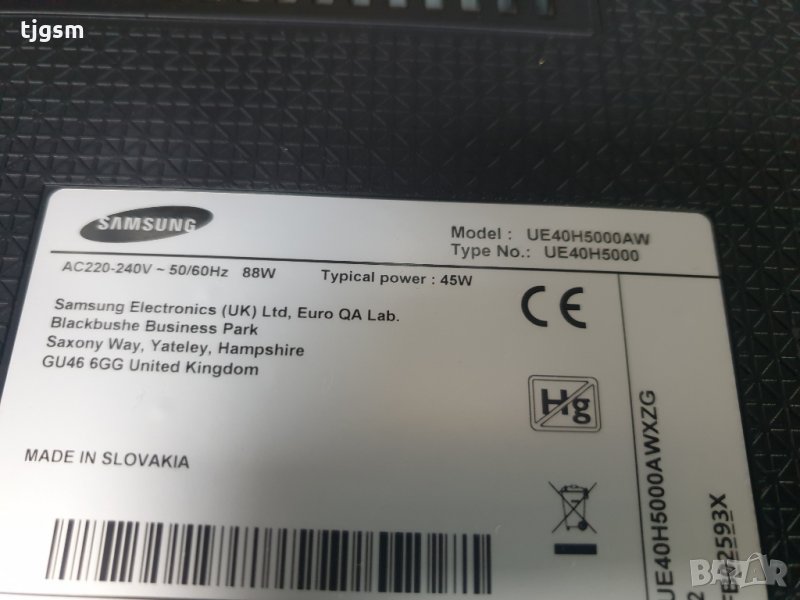 tjgsm
SAMSUNG
Model : UE40H5000AW
Type No.: UE40H5000
AC220-240V ~ 50/60Hz 88W Typical power : 45W
Samsung Electronics (UK) Ltd, Euro QA Lab.
Blackbushe Business Park
Saxony Way, Yateley, Hampshire
GU46 6GG United Kingdom
CE
Hg
MADE IN SLOVAKIA
UE40H5000AWXZG
BAZAR